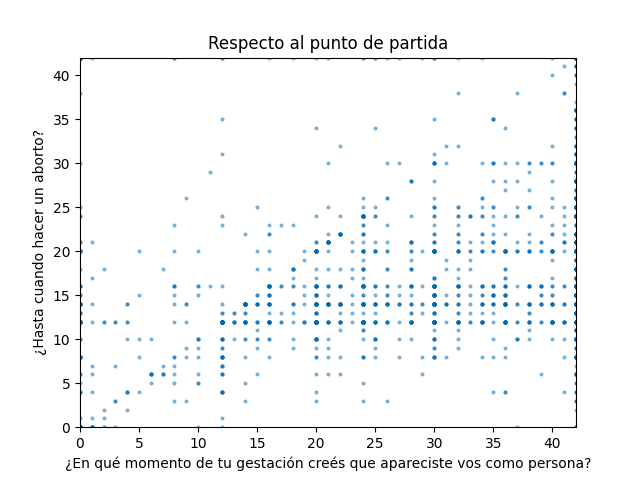 Respecto al punto de partida
¿Hasta cuando hacer un aborto?
40
35
30
25
20
15
10
5
0
0 5 10 15 20 25 30 35 40
¿En qué momento de tu gestación creés que apareciste vos como persona?